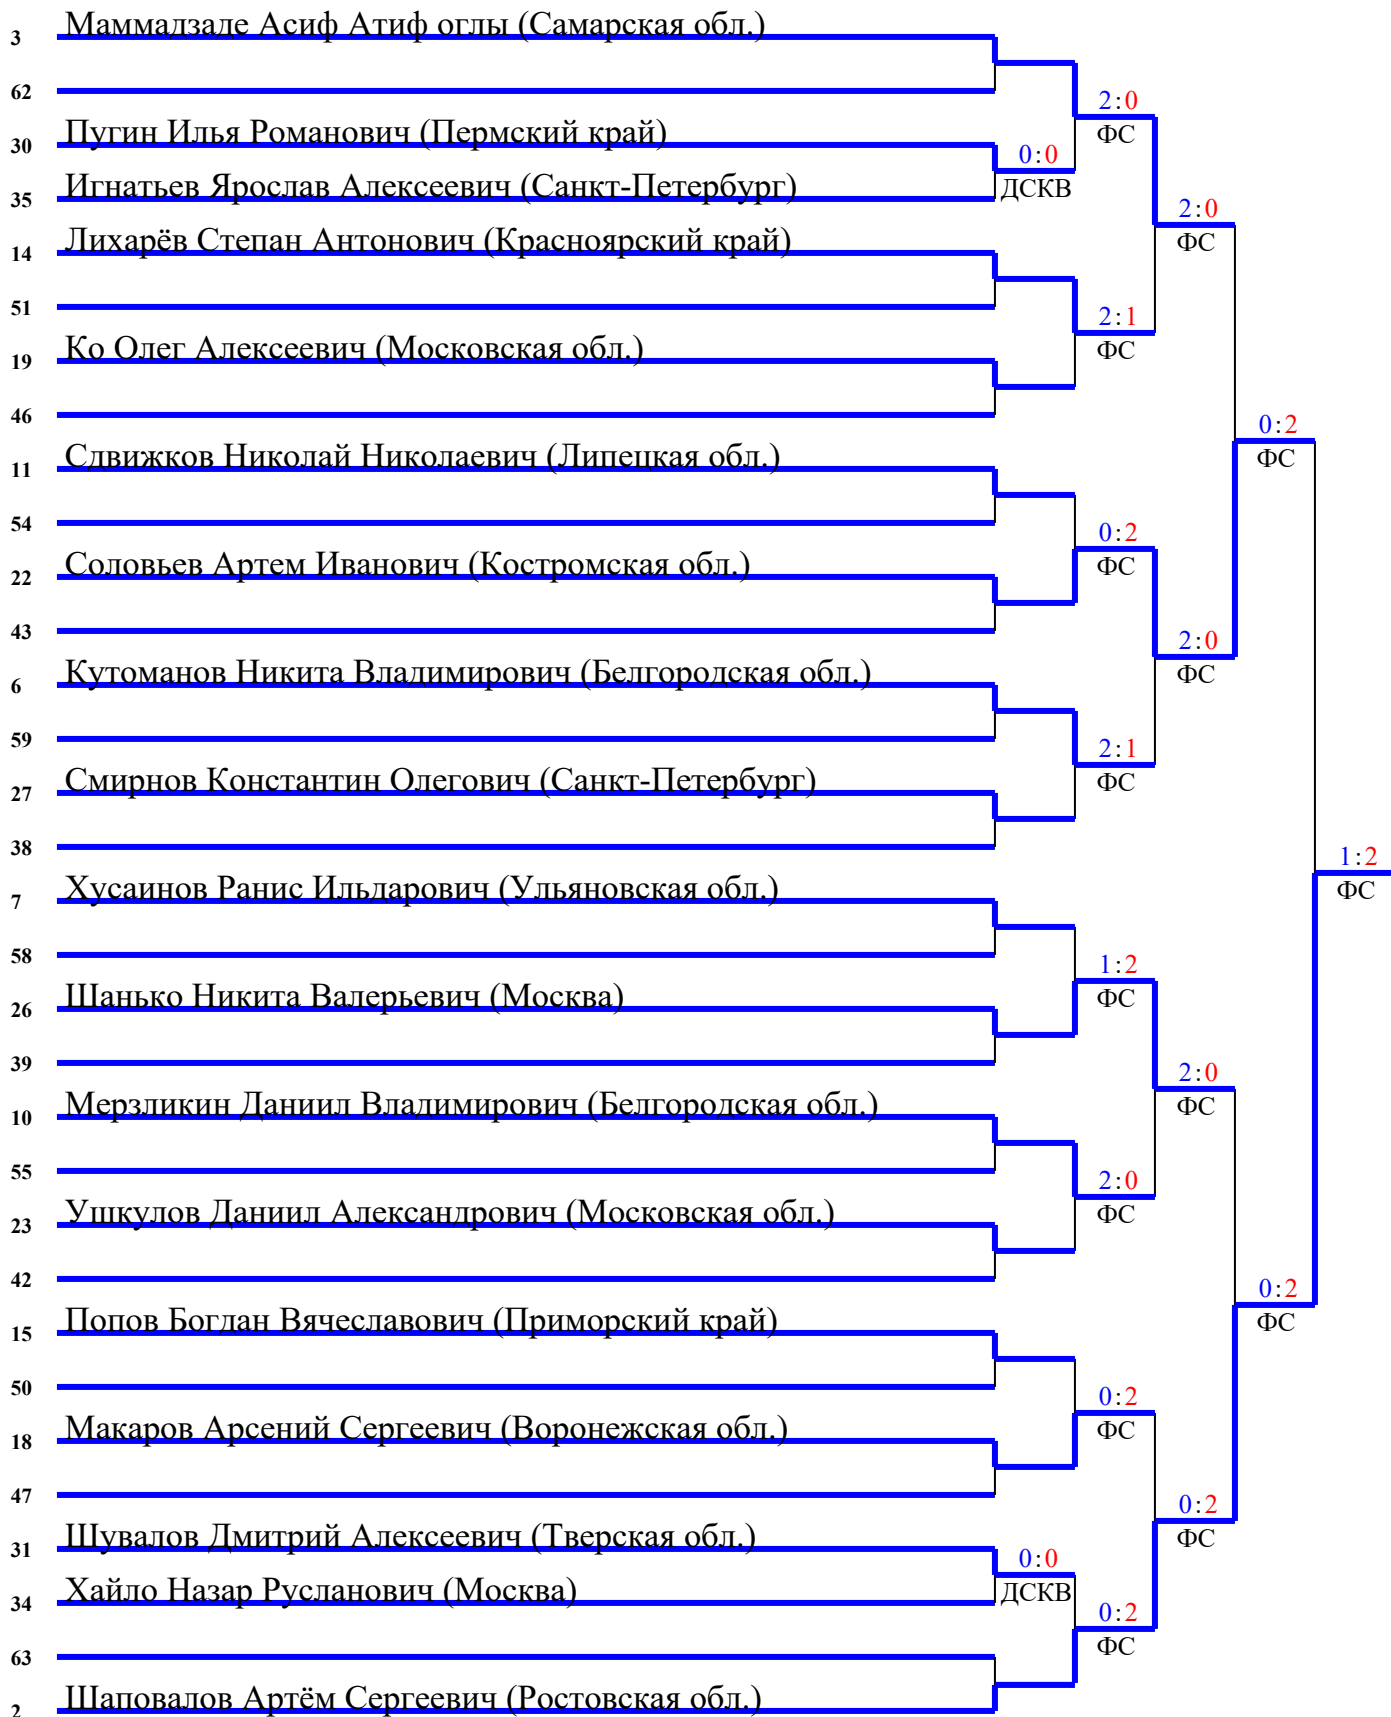 Маммадзаде Асиф Атиф оглы (Самарская обл.)
3
62
2:0
Пугин Илья Романович (Пермский край)
ФС
30
0:0
Игнатьев Ярослав Алексеевич (Санкт-Петербург)
ДСКВ
35
2:0
Лихарёв Степан Антонович (Красноярский край)
ФС
14
51
2:1
Ко Олег Алексеевич (Московская обл.)
ФС
19
46
0:2
Сдвижков Николай Николаевич (Липецкая обл.)
ФС
11
54
0:2
Соловьев Артем Иванович (Костромская обл.)
ФС
22
43
2:0
Кутоманов Никита Владимирович (Белгородская обл.)
ФС
6
59
2:1
Смирнов Константин Олегович (Санкт-Петербург)
ФС
27
38
1:2
Хусаинов Ранис Ильдарович (Ульяновская обл.)
ФС
7
58
1:2
Шанько Никита Валерьевич (Москва)
ФС
26
39
2:0
Мерзликин Даниил Владимирович (Белгородская обл.)
ФС
10
55
2:0
Ушкулов Даниил Александрович (Московская обл.)
ФС
23
42
0:2
Попов Богдан Вячеславович (Приморский край)
ФС
15
50
0:2
Макаров Арсений Сергеевич (Воронежская обл.)
ФС
18
47
0:2
Шувалов Дмитрий Алексеевич (Тверская обл.)
ФС
31
0:0
Хайло Назар Русланович (Москва)
ДСКВ
34
0:2
ФС
63
Шаповалов Артём Сергеевич (Ростовская обл.)
2